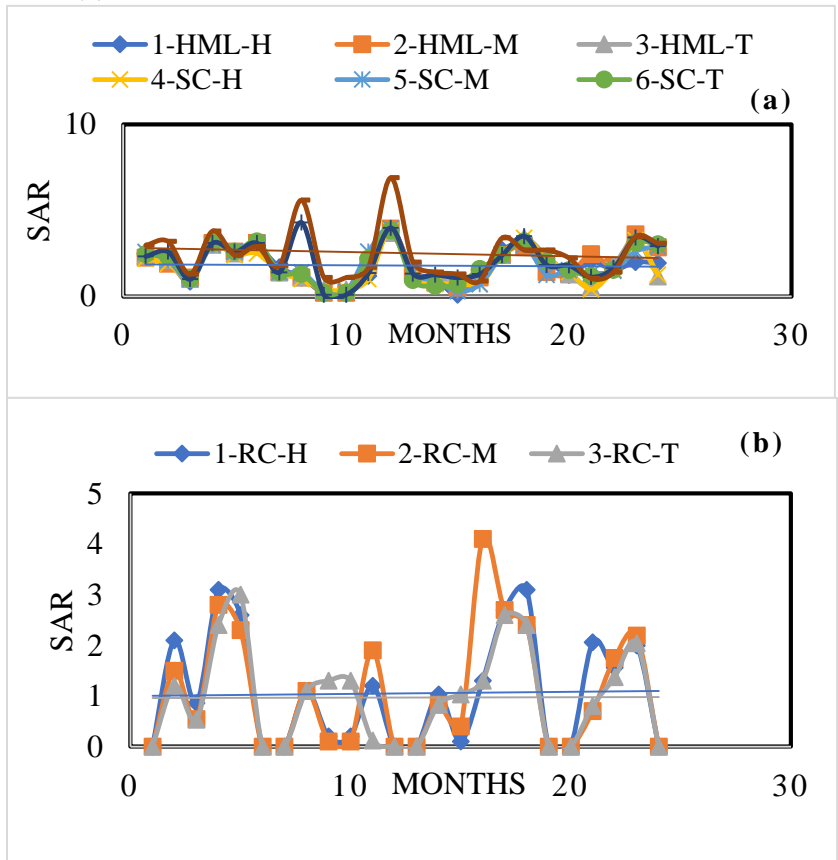 1-HML-H 2-HML-M 3-HML-T
4-SC-H 5-SC-M 6-SC-T
(a)
10
SAR
0
MONTHS
0 10 20 30
1-RC-H 2-RC-M 3-RC-T (b)
5
4
3
SAR
2
1
0
MONTHS
0 10 20 30